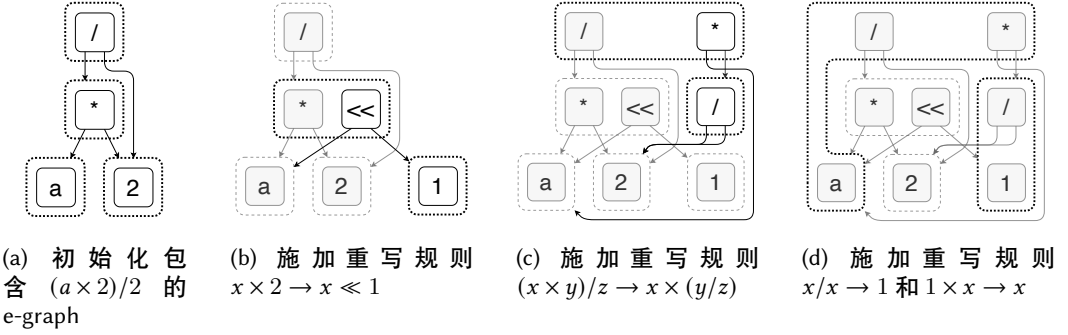 /
*
a
2
/
*
<<
a
2
1
/
*
*
<<
/
a
2
1
/
*
*
<<
/
a
2
1
(a) 初始化包
含 (a × 2)/2 的
e-graph
(b) 施加重写规则
x × 2 → x ≪ 1
(c) 施加重写规则
(x × y)/z → x × (y/z)
(d) 施加重写规则
x/x → 1 和 1 × x → x